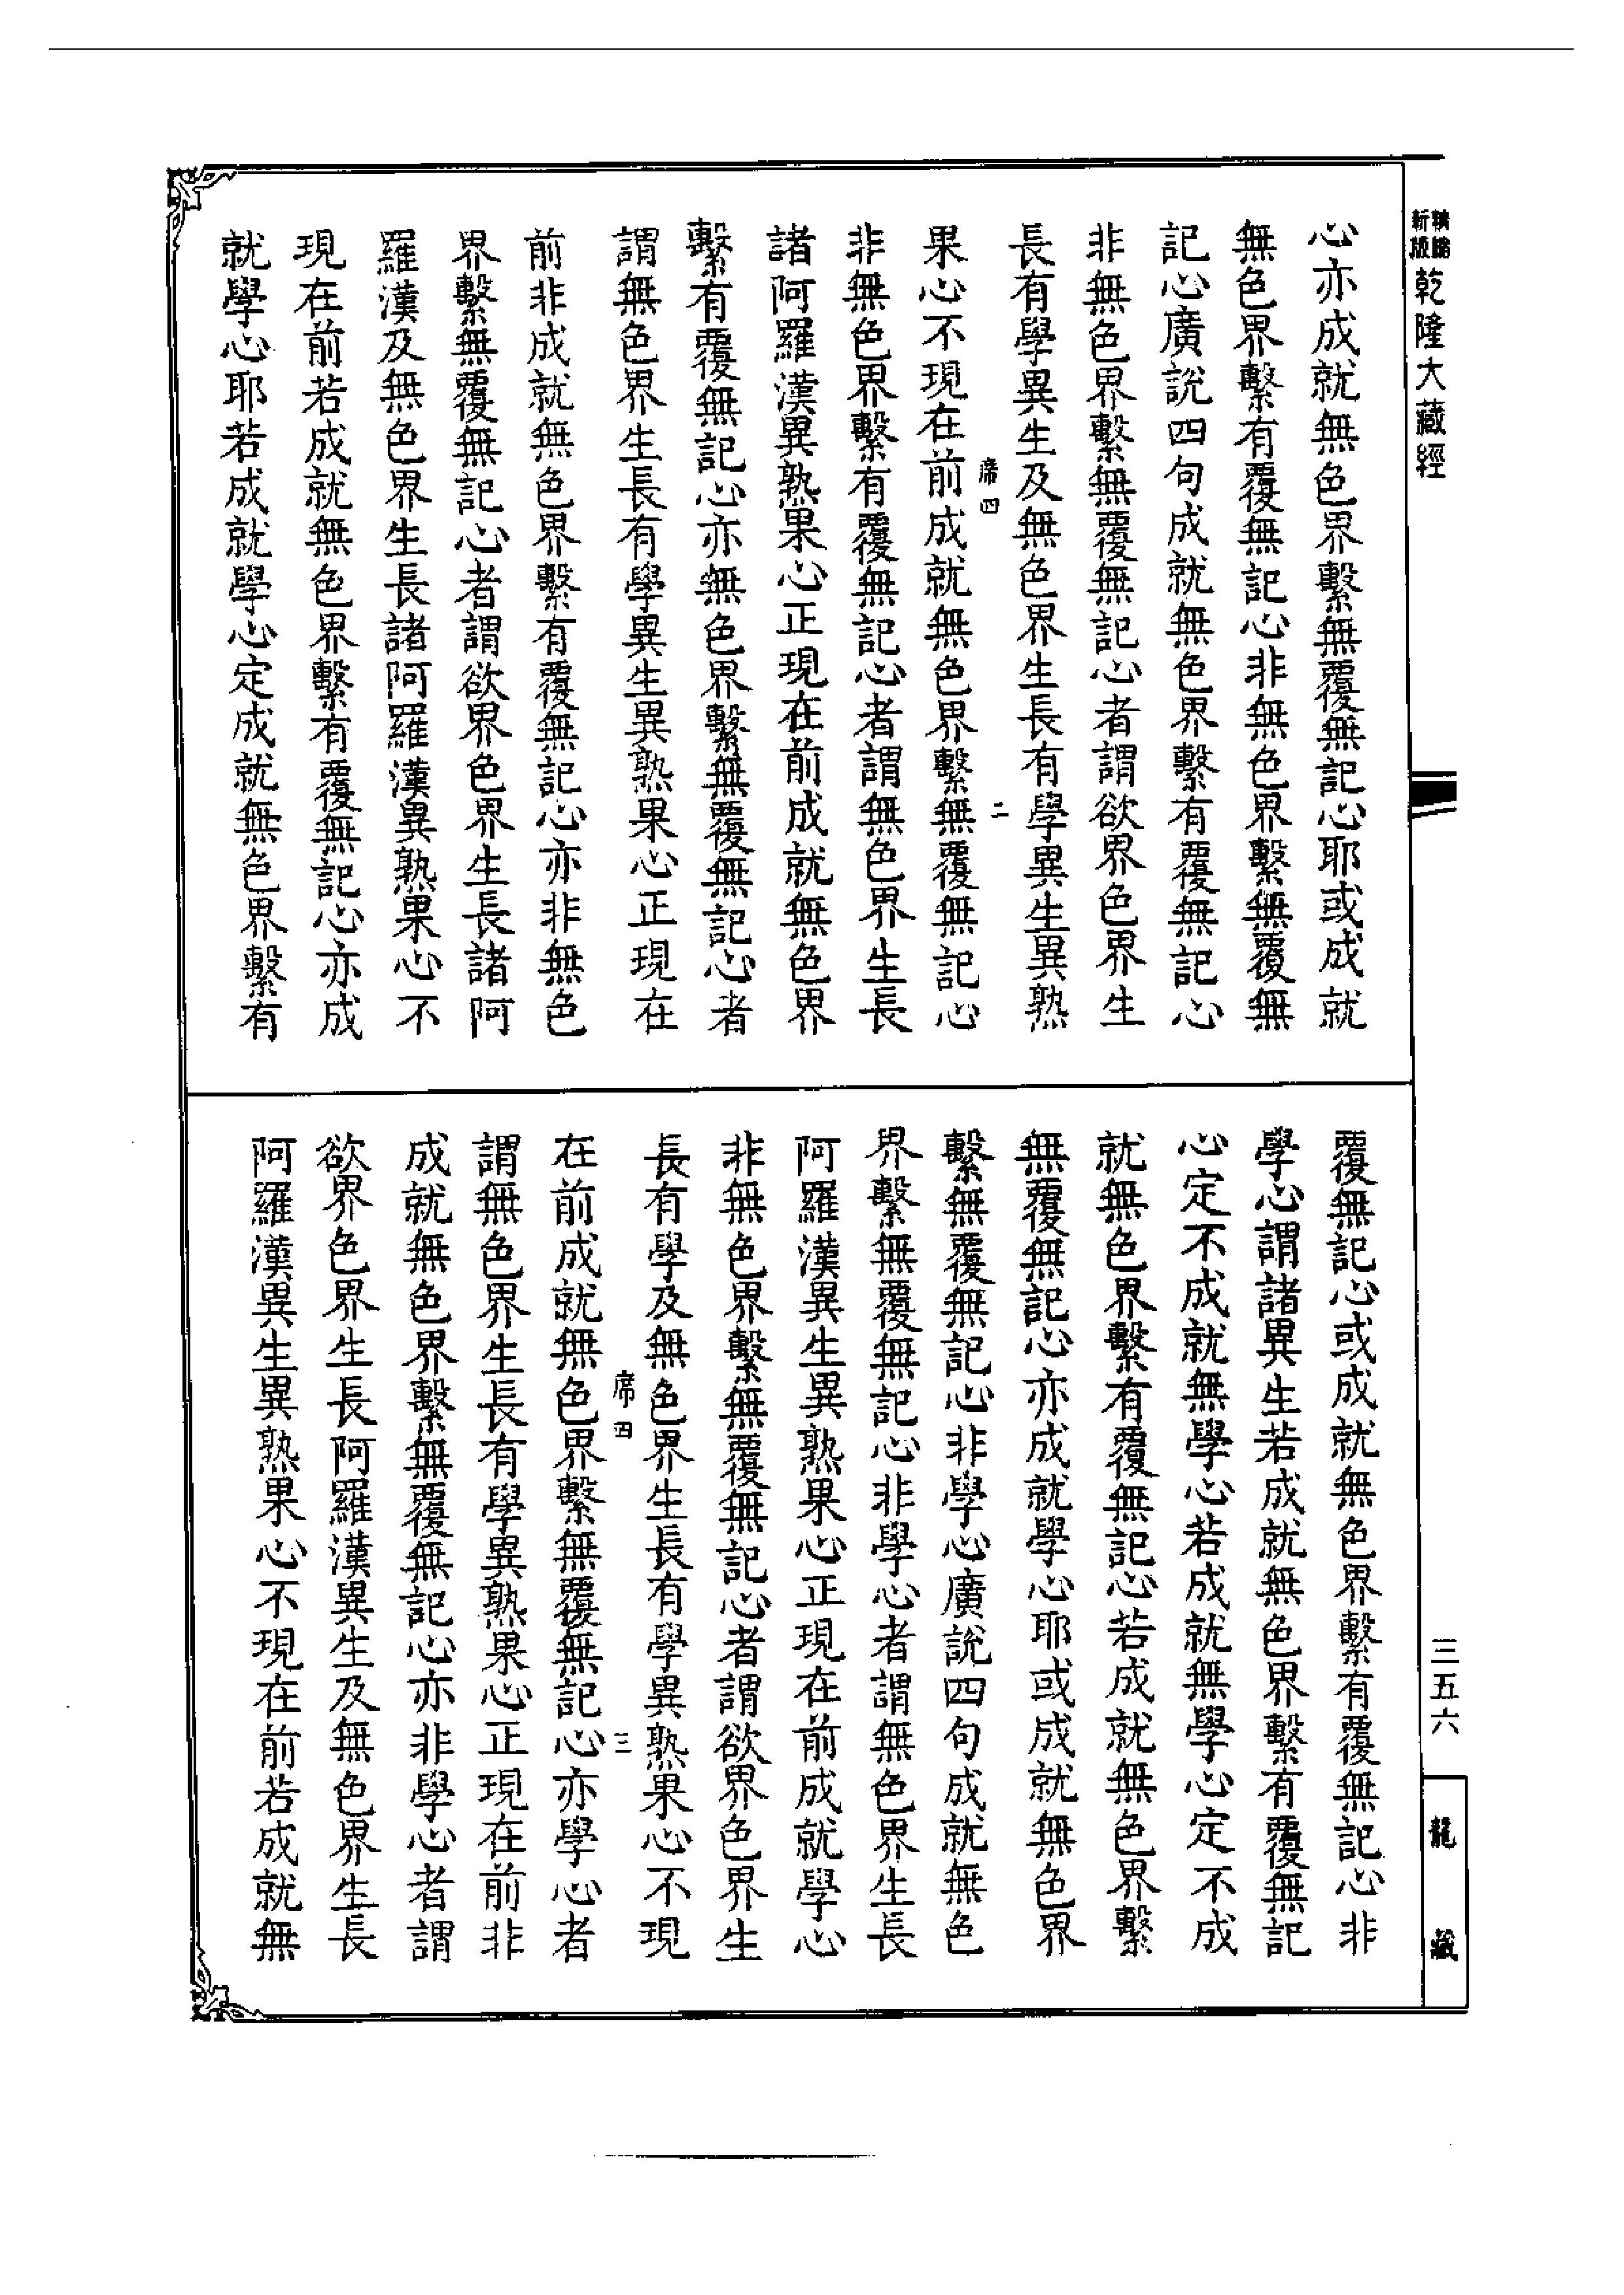 新版精縮乾隆大藏經
心亦成就無色界繫無覆無記心耶或成就
無色界繫有覆無記心非無色界繫無覆無
記心廣説四句成就無色界繫有覆無記心
非無色界繫無覆無記心者謂欲界色界生
長有學異生及無色界生長有學異生異熟
席四 二
果心不現在前成就無色界繫無覆無記心
非無色界繫有覆無記心者謂無色界生長
諸阿羅漢異熟果心正現在前成就無色界
繫有覆無記心亦無色界繫無覆無記心者
謂無色界生長有學異生異熟果心正現在
前非成就無色界繫有覆無記心亦非無色
界繫無覆無記心者謂欲界色界生長諸阿
羅漢及無色界生長諸阿羅漢異熟果心不
現在前若成就無色界繫有覆無記心亦成
就學心耶若成就學心定成就無色界繫有
覆無記心或成就無色界繫有覆無記心非
學心謂諸異生若成就無色界繫有覆無記
心定不成就無學心若成就無學心定不成
就無色界繫有覆無記心若成就無色界繫
無覆無記心亦成就學心耶或成就無色界
繫無覆無記心非學心廣説四句成就無色
界繫無覆無記心非學心者謂無色界生長
阿羅漢異生異熟果心正現在前成就學心
非無色界繫無覆無記心者謂欲界色界生
長有學及無色界生長有學異熟果心不現
席四 三
在前成就無色界繫無覆無記心亦學心者
謂無色界生長有學異熟果心正現在前非
成就無色界繫無覆無記心亦非學心者謂
欲界色界生長阿羅漢異生及無色界生長
阿羅漢異生異熟果心不現在前若成就無
三五六
龍藏